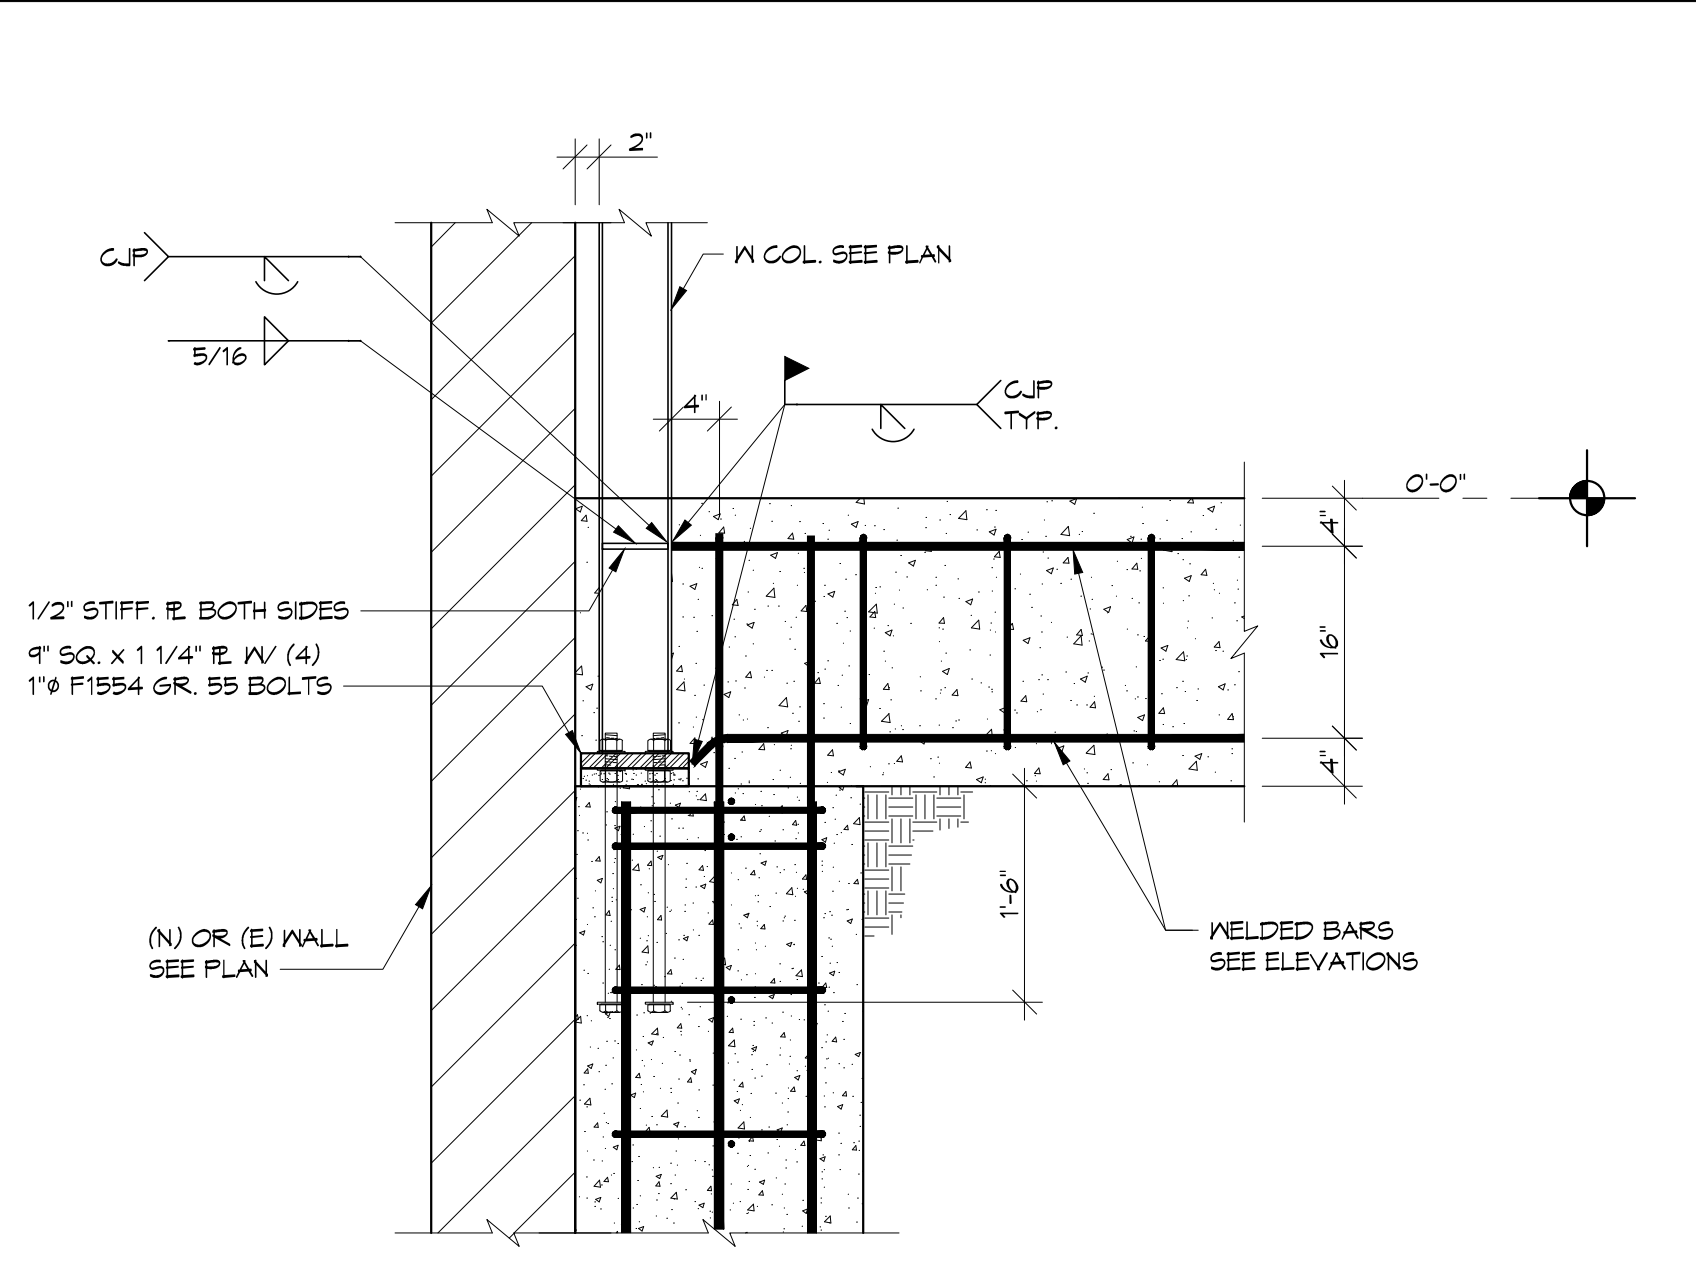 2"
CJP
W COL. SEE PLAN
5/16
CJP
TYP.
4"
0'-0"
4"
1/2" STIFF. PL BOTH SIDES
16"
9" SQ. x 1 1/4" PL W/ (4)
1"ø F1554 GR. 55 BOLTS
4"
1'-6"
(N) OR (E) WALL
SEE PLAN
WELDED BARS
SEE ELEVATIONS